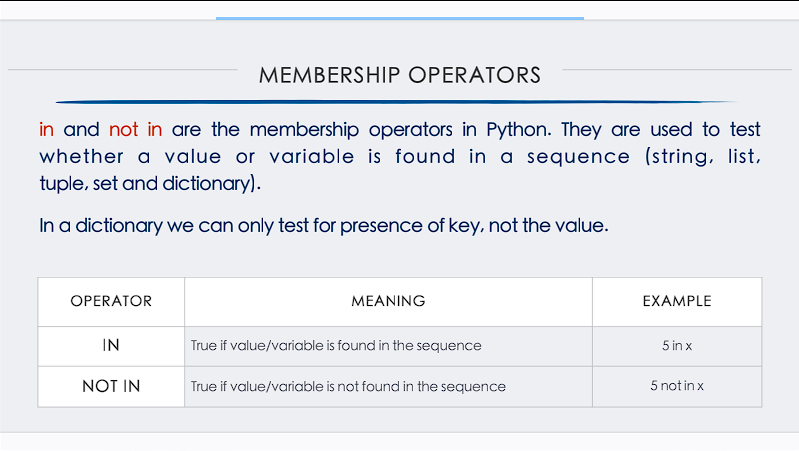 MEMBERSHIP OPERATORS
in and not in are the membership operators in Python. They are used to test
whether a value or variable is found in a sequence (string, list,
tuple, set and dictionary).
In a dictionary we can only test for presence of key, not the value.
OPERATOR MEANING EXAMPLE
IN True if value/variable is found in the sequence 5 in x
NOT IN True if value/variable is not found in the sequence 5 not in x